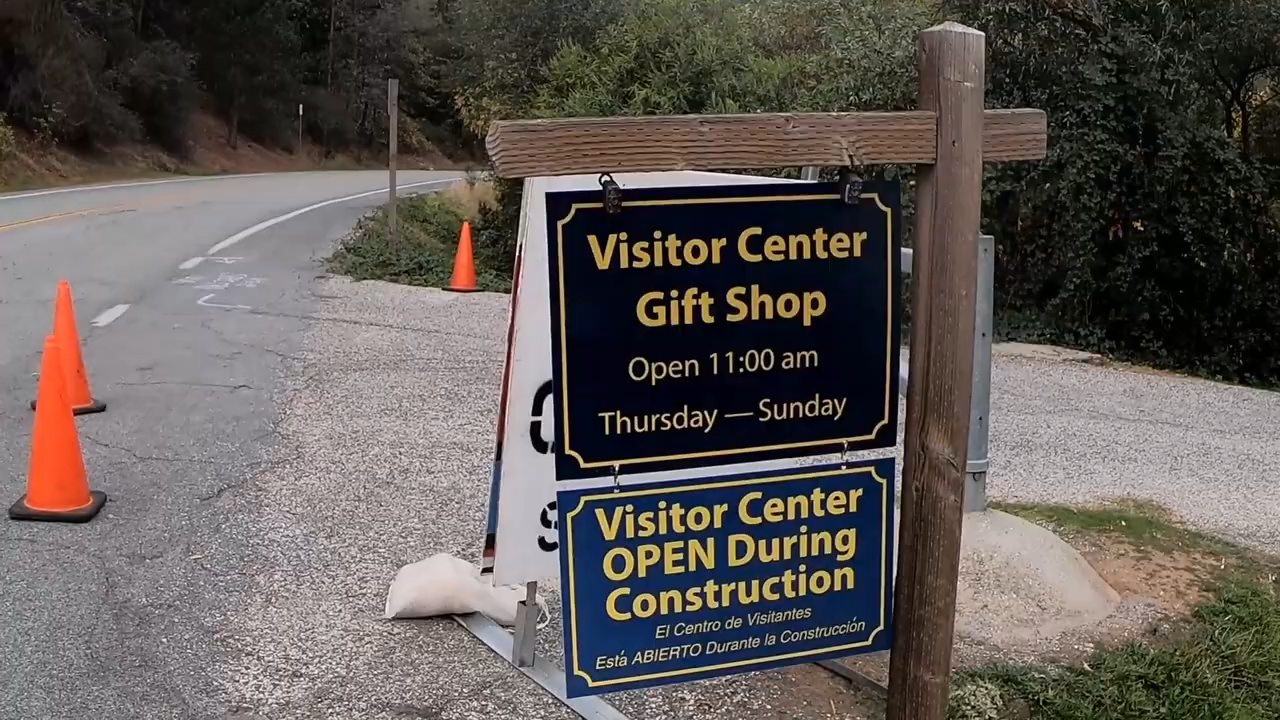 Visitor Center
Gift Shop
Open 11:00 am
Thursday — Sunday
Visitor Center
OPEN During
Construction
El Centro de Visitantes
Está ABIERTO Durante la Construcción